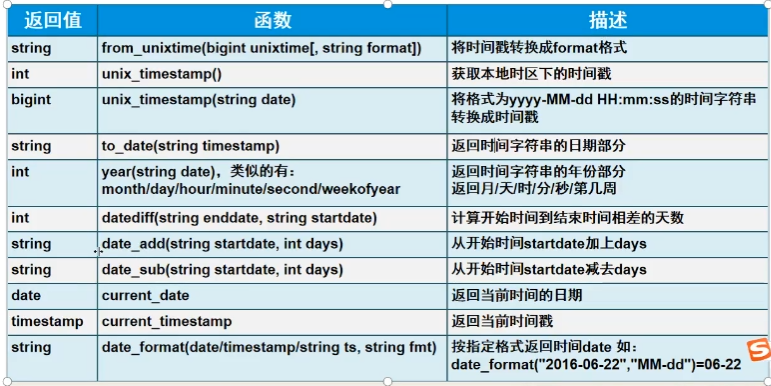 返回值 函数 描述
string from_unixtime(bigint unixtime[, string format]) 将时间戳转换成format格式
int unix_timestamp() 获取本地时区下的时间戳
bigint unix_timestamp(string date) 将格式为yyyy-MM-dd HH:mm:ss的时间字符串
转换成时间戳
string to_date(string timestamp) 返回时间字符串的日期部分
int year(string date)，类似的有： 返回时间字符串的年份部分
month/day/hour/minute/second/weekofyear 返回月/天/时/分/秒/第几周
int datediff(string enddate, string startdate) 计算开始时间到结束时间相差的天数
string date_add(string startdate, int days) 从开始时间startdate加上days
string date_sub(string startdate, int days) 从开始时间startdate减去days
date current_date 返回当前时间的日期
timestamp current_timestamp 返回当前时间戳
string date_format(date/timestamp/string ts, string fmt) 按指定格式返回时间date 如：
date_format("2016-06-22","MM-dd")=06-22